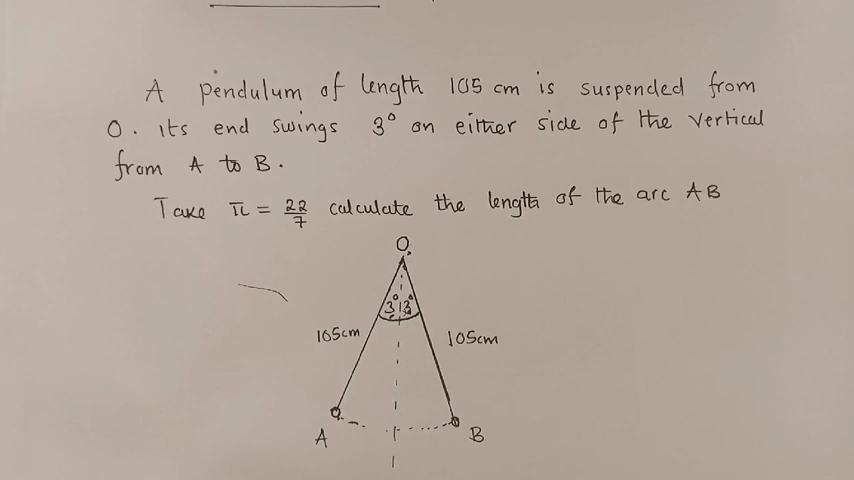 A pendulum of length 105 cm is suspended from
O. its end swings 3° on either side of the vertical
from A to B.
Take π = 22/7 calculate the length of the arc AB
O
3° 3°
105cm 105cm
A B